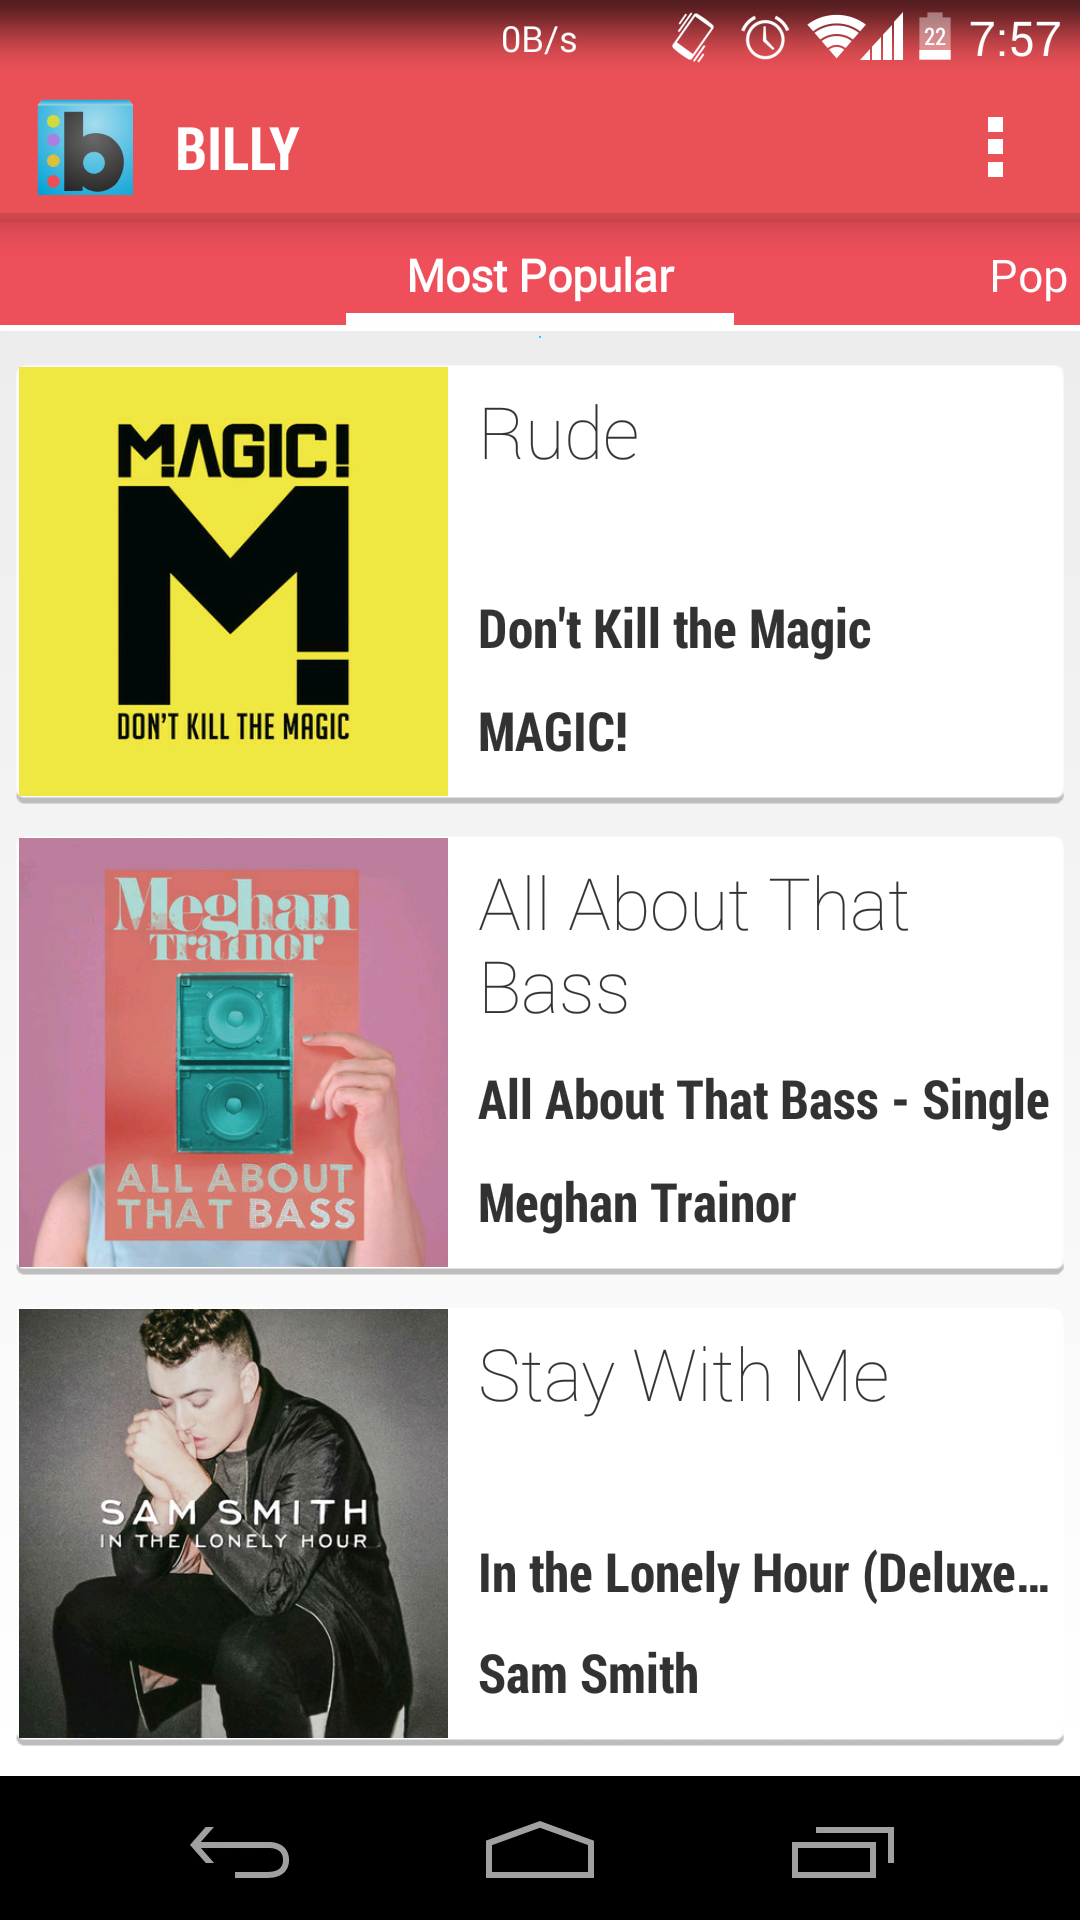 0B/s 22 7:57
b BILLY
Most Popular Pop
MAGIC!
M!
DON'T KILL THE MAGIC
Rude
Don't Kill the Magic
MAGIC!
Meghan
Trainor
ALL ABOUT
THAT BASS
All About That
Bass
All About That Bass - Single
Meghan Trainor
SAM SMITH
IN THE LONELY HOUR
Stay With Me
In the Lonely Hour (Deluxe...
Sam Smith